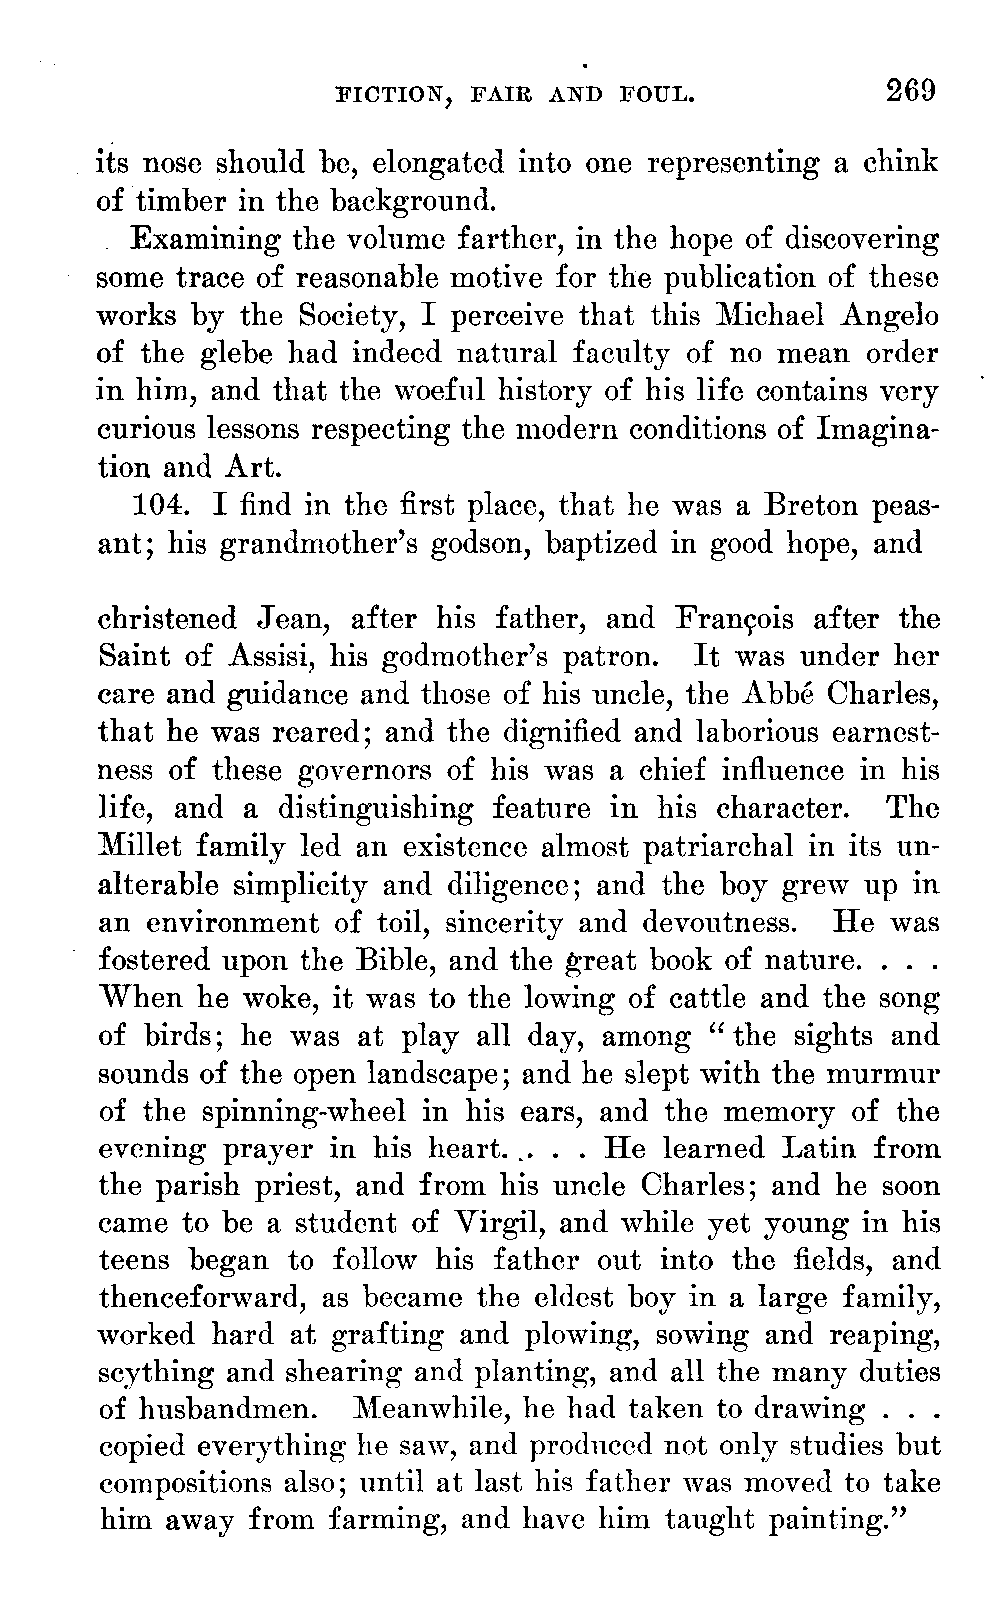 FICTION, FAIR AND FOUL. 269
its nose should be, elongated into one representing a chink
of timber in the background.
Examining the volume farther, in the hope of discovering
some trace of reasonable motive for the publication of these
works by the Society, I perceive that this Michael Angelo
of the glebe had indeed natural faculty of no mean order
in him, and that the woeful history of his life contains very
curious lessons respecting the modern conditions of Imagina-
tion and Art.
104. I find in the first place, that he was a Breton peas-
ant; his grandmother's godson, baptized in good hope, and
christened Jean, after his father, and François after the
Saint of Assisi, his godmother's patron. It was under her
care and guidance and those of his uncle, the Abbé Charles,
that he was reared; and the dignified and laborious earnest-
ness of these governors of his was a chief influence in his
life, and a distinguishing feature in his character. The
Millet family led an existence almost patriarchal in its un-
alterable simplicity and diligence; and the boy grew up in
an environment of toil, sincerity and devoutness. He was
fostered upon the Bible, and the great book of nature. . . .
When he woke, it was to the lowing of cattle and the song
of birds; he was at play all day, among "the sights and
sounds of the open landscape; and he slept with the murmur
of the spinning-wheel in his ears, and the memory of the
evening prayer in his heart. . . . He learned Latin from
the parish priest, and from his uncle Charles; and he soon
came to be a student of Virgil, and while yet young in his
teens began to follow his father out into the fields, and
thenceforward, as became the eldest boy in a large family,
worked hard at grafting and plowing, sowing and reaping,
scything and shearing and planting, and all the many duties
of husbandmen. Meanwhile, he had taken to drawing . . .
copied everything he saw, and produced not only studies but
compositions also; until at last his father was moved to take
him away from farming, and have him taught painting."